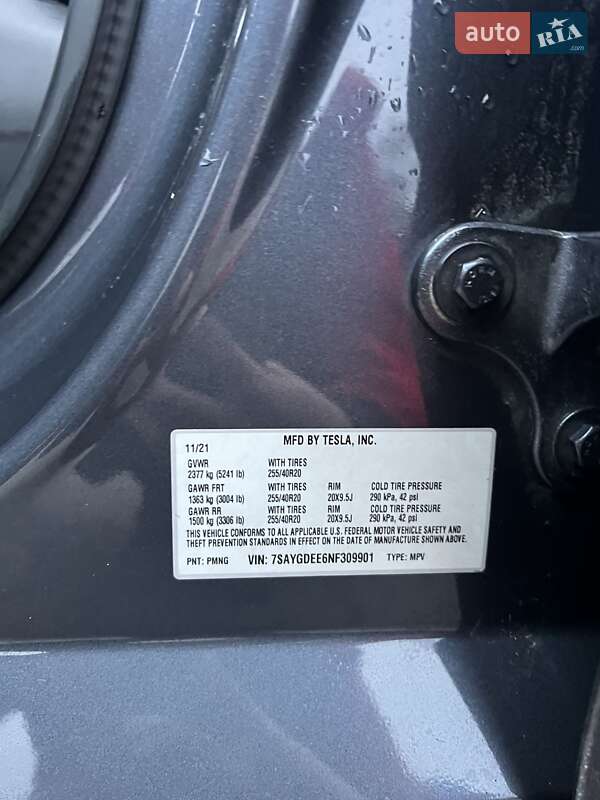 auto RIA .com
11/21 MFD BY TESLA, INC.
GVWR WITH TIRES
2377 kg (5241 lb) 255/40R20
GAWR FRT WITH TIRES RIM COLD TIRE PRESSURE
1363 kg (3004 lb) 255/40R20 20X9.5J 290 kPa, 42 psi
GAWR RR WITH TIRES RIM COLD TIRE PRESSURE
1500 kg (3306 lb) 255/40R20 20X9.5J 290 kPa, 42 psi
THIS VEHICLE CONFORMS TO ALL APPLICABLE U.S. FEDERAL MOTOR VEHICLE SAFETY AND
THEFT PREVENTION STANDARDS IN EFFECT ON THE DATE OF MANUFACTURE SHOWN ABOVE.
PNT: PMNG VIN: 7SAYGDEE6NF309901 TYPE: MPV